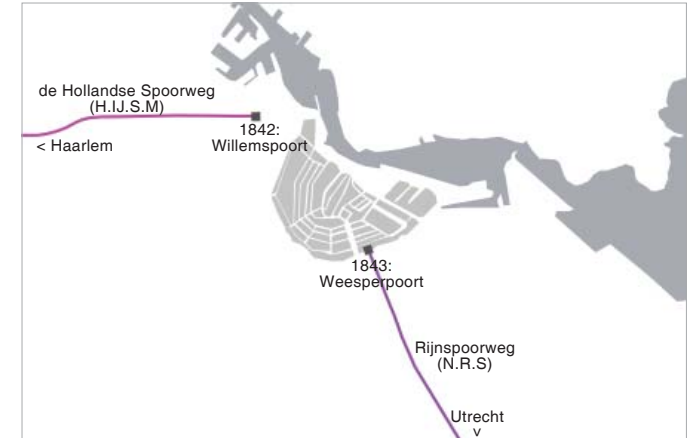 de Hollandse Spoorweg
(H.IJ.S.M)
1842:
Willemspoort
< Haarlem
1843:
Weesperpoort
Rijnspoorweg
(N.R.S)
Utrecht
v